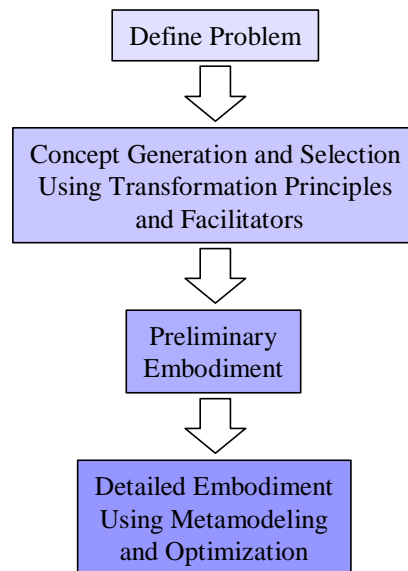 Define Problem
Concept Generation and Selection
Using Transformation Principles
and Facilitators
Preliminary
Embodiment
Detailed Embodiment
Using Metamodeling
and Optimization